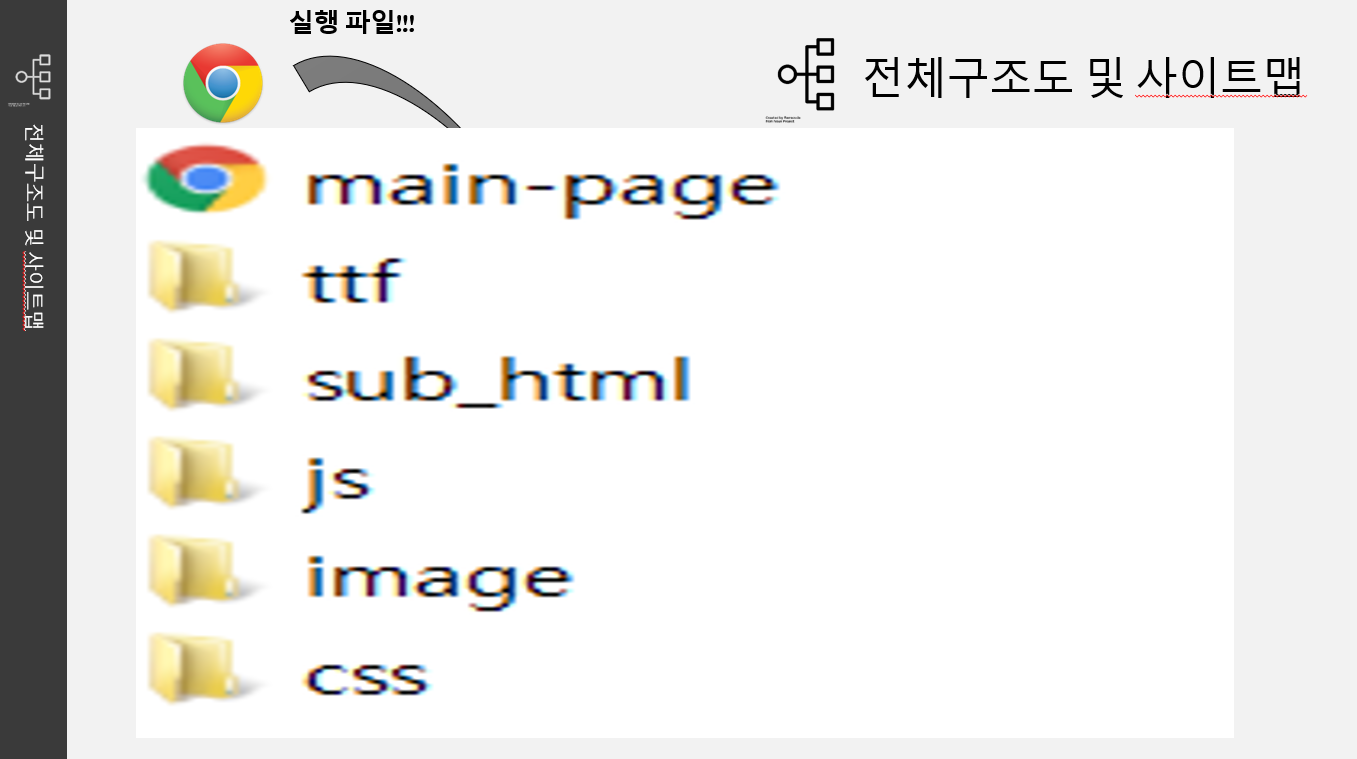 실행 파일!!!
전체구조도 및 사이트맵
전체구조도 및 사이트맵
main-page
ttf
sub_html
js
image
css